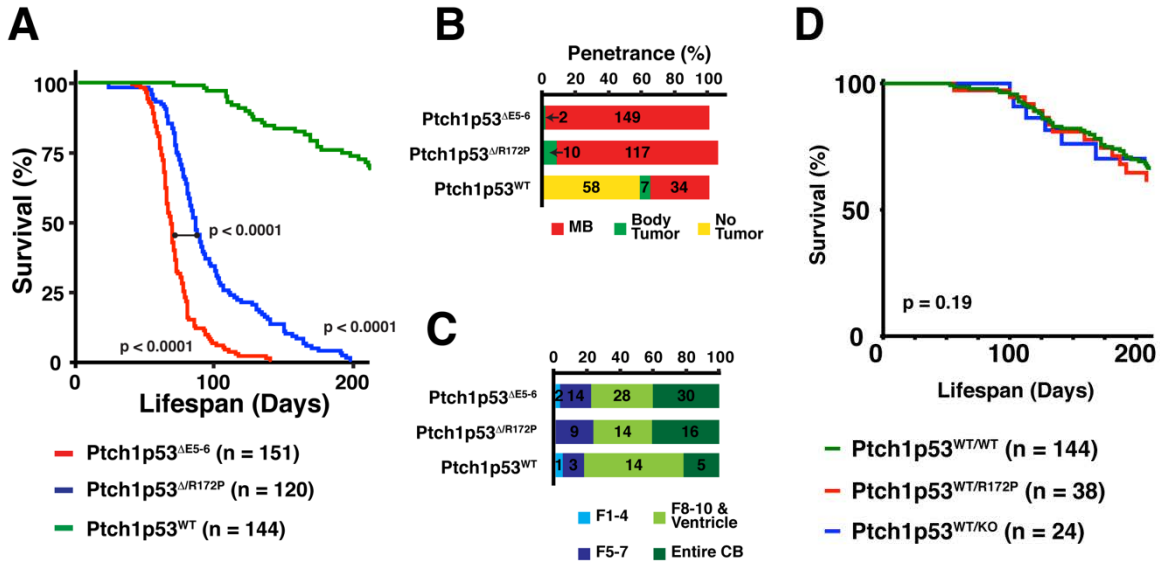 A
100
75
50
25
0
Survival (%)
p < 0.0001
p < 0.0001
p < 0.0001
0
100
200
Lifespan (Days)
Ptch1p53ΔE5-6 (n = 151)
Ptch1p53Δ/R172P (n = 120)
Ptch1p53WT (n = 144)
B
Penetrance (%)
0 20 40 60 80 100
Ptch1p53ΔE5-6
2 149
Ptch1p53Δ/R172P
10 117
Ptch1p53WT
58 7 34
MB
Body
Tumor
No
Tumor
C
0 20 40 60 80 100
Ptch1p53ΔE5-6
2 14 28 30
Ptch1p53Δ/R172P
9 14 16
Ptch1p53WT
1 3 14 5
F1-4
F8-10 &
Ventricle
F5-7
Entire CB
D
100
50
0
Survival (%)
p = 0.19
0
100
200
Lifespan (Days)
Ptch1p53WT/WT (n = 144)
Ptch1p53WT/R172P (n = 38)
Ptch1p53WT/KO (n = 24)